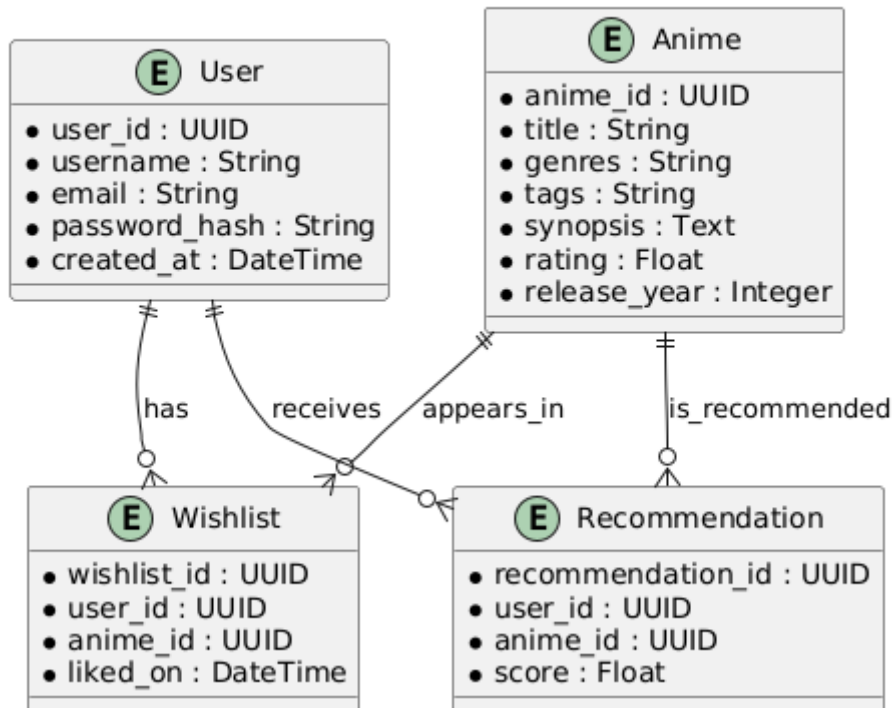 E User
user_id : UUID
username : String
email : String
password_hash : String
created_at : DateTime
E Anime
anime_id : UUID
title : String
genres : String
tags : String
synopsis : Text
rating : Float
release_year : Integer
has
receives
appears_in
is_recommended
E Wishlist
wishlist_id : UUID
user_id : UUID
anime_id : UUID
liked_on : DateTime
E Recommendation
recommendation_id : UUID
user_id : UUID
anime_id : UUID
score : Float